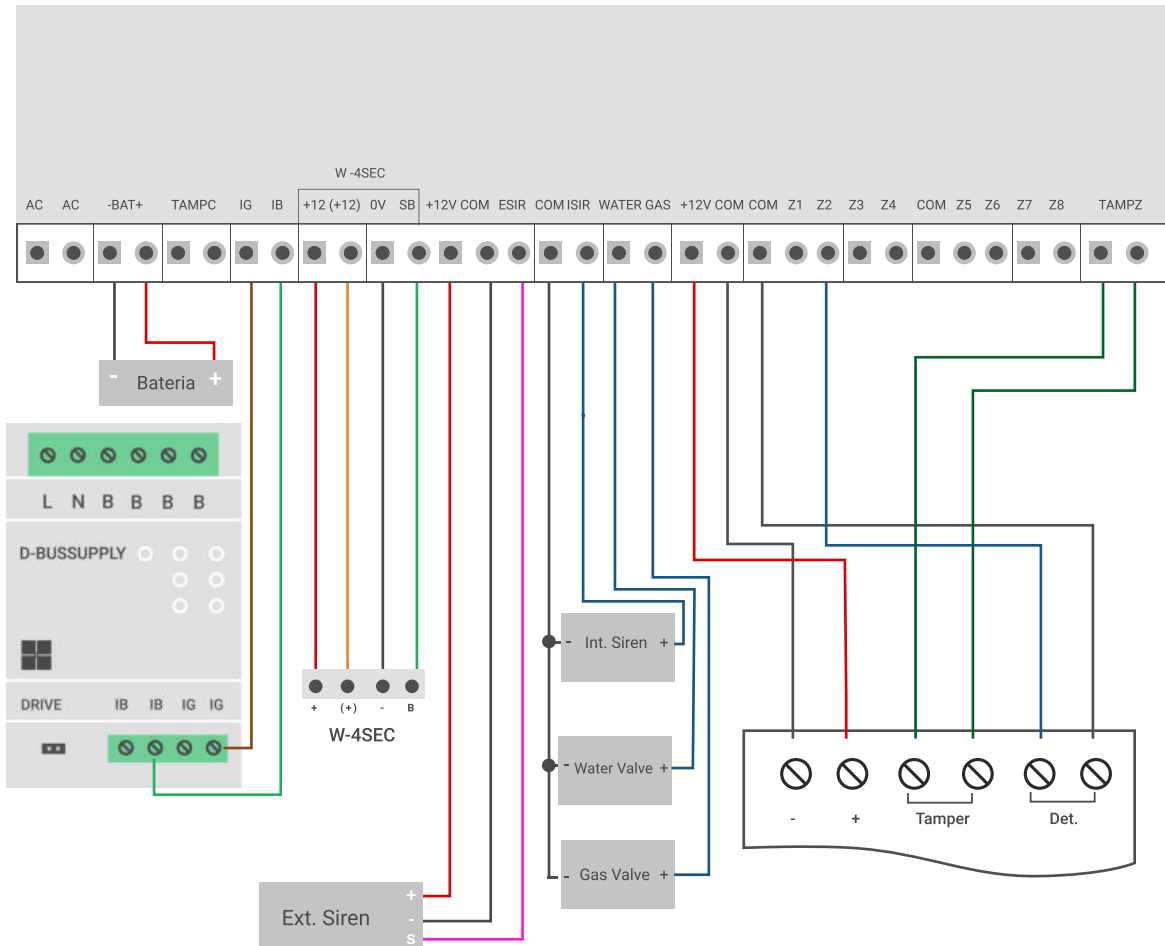 W -4SEC
AC AC -BAT+ TAMPC IG IB +12 (+12) 0V SB +12V COM ESIR COM ISIR WATER GAS +12V COM COM Z1 Z2 Z3 Z4 COM Z5 Z6 Z7 Z8 TAMPZ
- Bateria +
L N B B B B
D-BUSSUPPLY
DRIVE IB IB IG IG
+ (+) - B
W-4SEC
- Int. Siren +
- Water Valve +
- Gas Valve +
- + Tamper Det.
+
Ext. Siren -
S